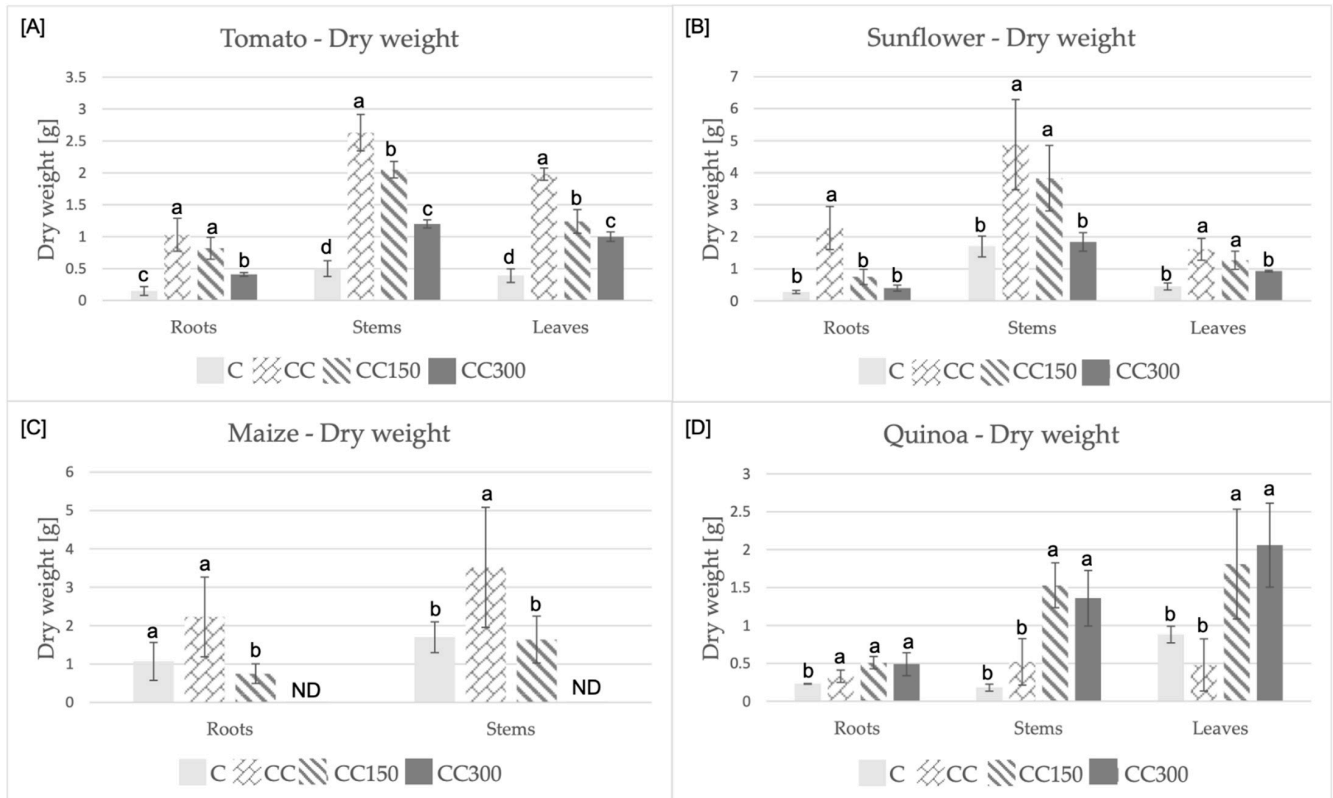 [A]
Tomato - Dry weight
Dry weight [g]
3.5
3
2.5
2
1.5
1
0.5
0
c a a b
d a b c
d a b c
Roots Stems Leaves
C CC CC150 CC300
[B]
Sunflower - Dry weight
Dry weight [g]
7
6
5
4
3
2
1
0
b a b b
b a a b
b a a b
Roots Stems Leaves
C CC CC150 CC300
[C]
Maize - Dry weight
Dry weight [g]
6
5
4
3
2
1
0
a a b ND
b a b ND
Roots Stems
C CC CC150 CC300
[D]
Quinoa - Dry weight
Dry weight [g]
3
2.5
2
1.5
1
0.5
0
b a a a
b b a a
b b a a
Roots Stems Leaves
C CC CC150 CC300